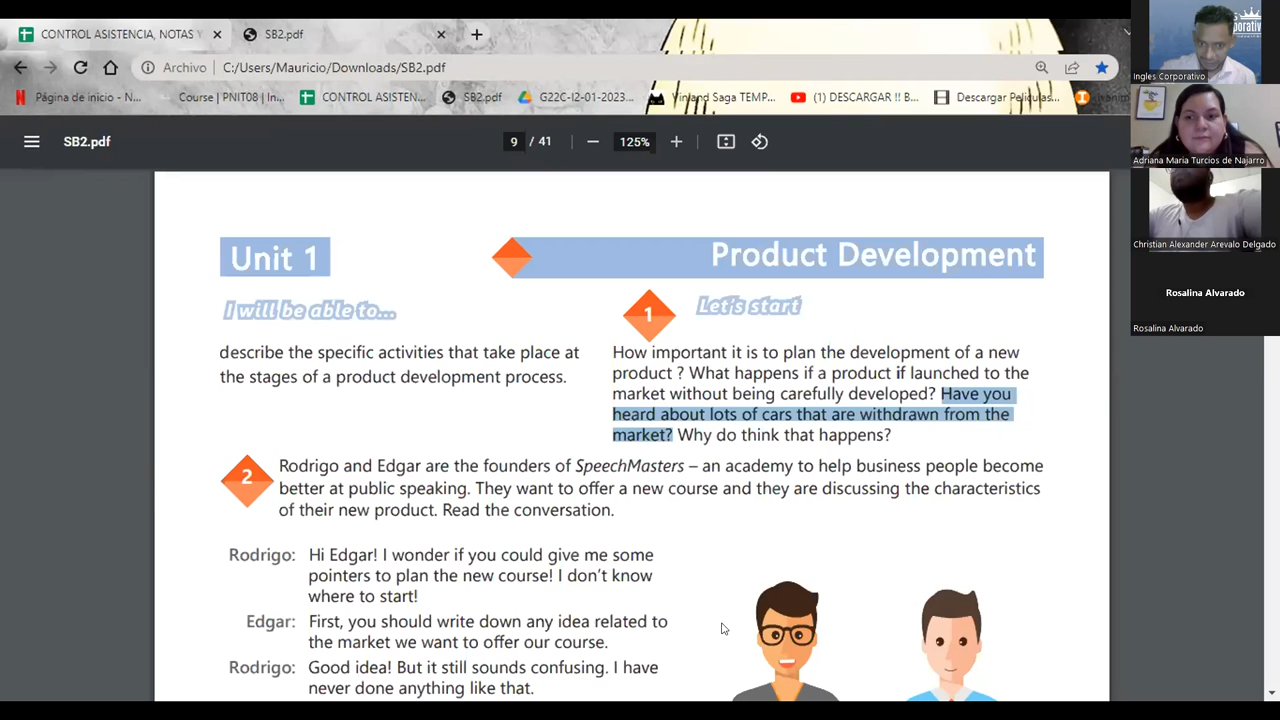 CONTROL ASISTENCIA, NOTAS Y
SB2.pdf
Archivo
C:/Users/Mauricio/Downloads/SB2.pdf
Página de inicio - N...
Course | PNIT08 | In...
CONTROL ASISTEN...
SB2.pdf
G22C-I2-01-2023...
Vinland Saga TEMP...
(1) DESCARGAR !! B...
Descargar Peliculas...
SB2.pdf
9 / 41
125%
Ingles Corporativo
Adriana Maria Turcios de Najarro
Christian Alexander Arevalo Delgado
Rosalina Alvarado
Rosalina Alvarado
Unit 1
Product Development
I will be able to...
describe the specific activities that take place at
the stages of a product development process.
1
Let's start
How important it is to plan the development of a new
product ? What happens if a product if launched to the
market without being carefully developed? Have you
heard about lots of cars that are withdrawn from the
market? Why do think that happens?
2
Rodrigo and Edgar are the founders of SpeechMasters – an academy to help business people become
better at public speaking. They want to offer a new course and they are discussing the characteristics
of their new product. Read the conversation.
Rodrigo: Hi Edgar! I wonder if you could give me some
pointers to plan the new course! I don't know
where to start!
Edgar: First, you should write down any idea related to
the market we want to offer our course.
Rodrigo: Good idea! But it still sounds confusing. I have
never done anything like that.